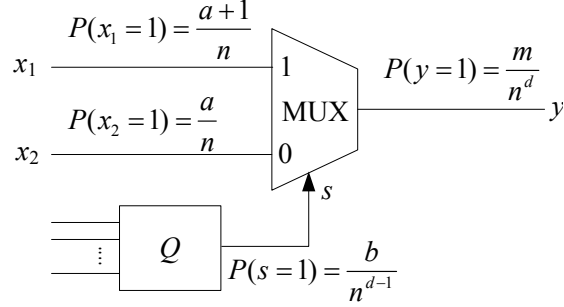 P(x₁ = 1) = (a+1)/n
x₁
1
P(y = 1) = m/n^d
MUX
y
P(x₂ = 1) = a/n
x₂
0
s
Q
P(s = 1) = b/n^(d−1)